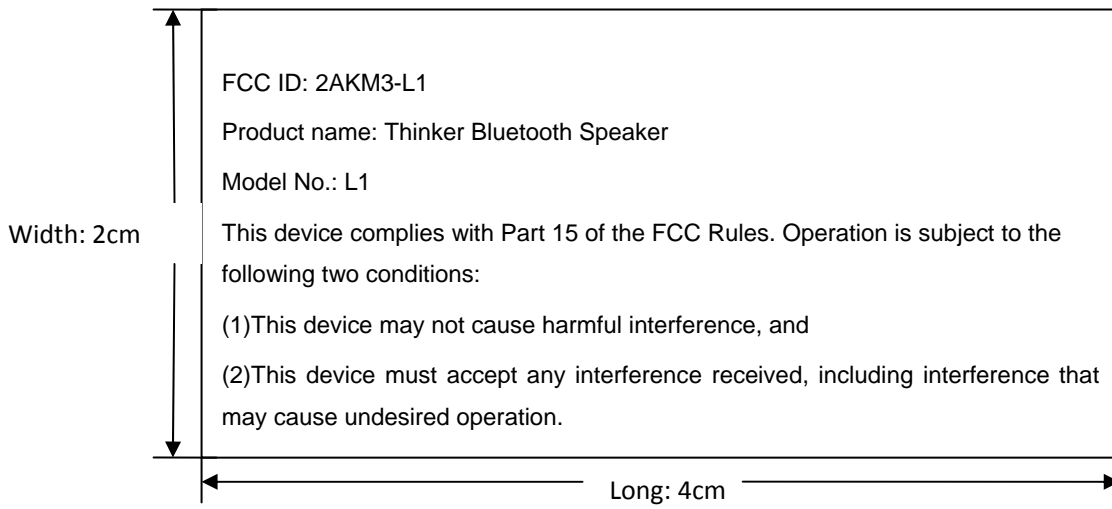 FCC ID: 2AKM3-L1
Product name: Thinker Bluetooth Speaker
Model No.: L1
Width: 2cm
This device complies with Part 15 of the FCC Rules. Operation is subject to the
following two conditions:
(1)This device may not cause harmful interference, and
(2)This device must accept any interference received, including interference that
may cause undesired operation.
Long: 4cm